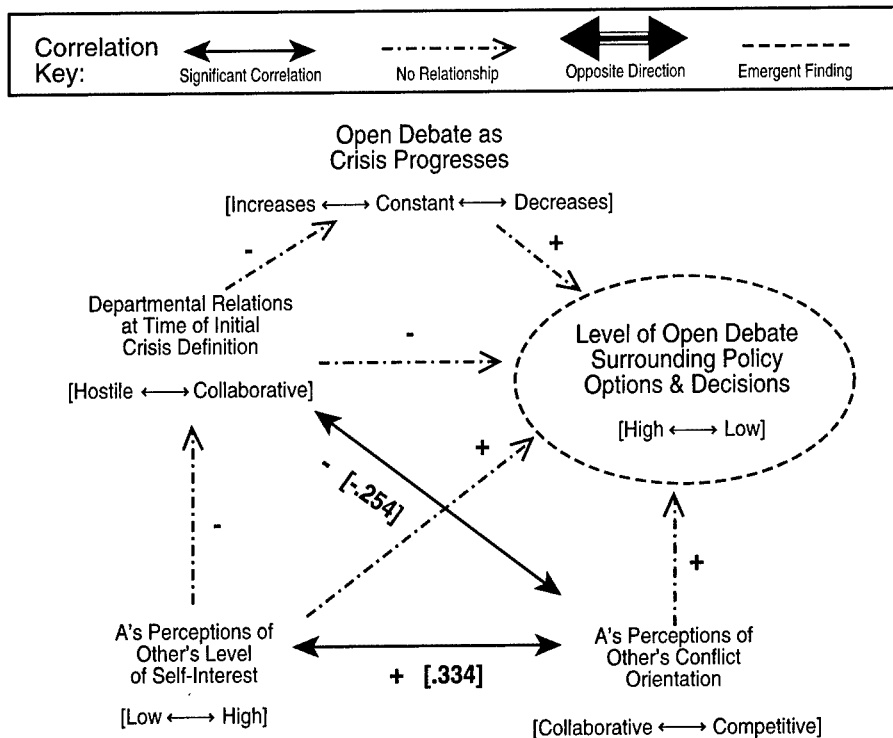 Correlation
Key:
Significant Correlation
No Relationship
Opposite Direction
Emergent Finding
Open Debate as
Crisis Progresses
[Increases ⟷ Constant ⟷ Decreases]
-
+
Departmental Relations
at Time of Initial
Crisis Definition
[Hostile ⟷ Collaborative]
-
Level of Open Debate
Surrounding Policy
Options & Decisions
[High ⟷ Low]
+
- [-.254]
-
+
A's Perceptions of
Other's Level
of Self-Interest
[Low ⟷ High]
+ [.334]
A's Perceptions of
Other's Conflict
Orientation
[Collaborative ⟷ Competitive]